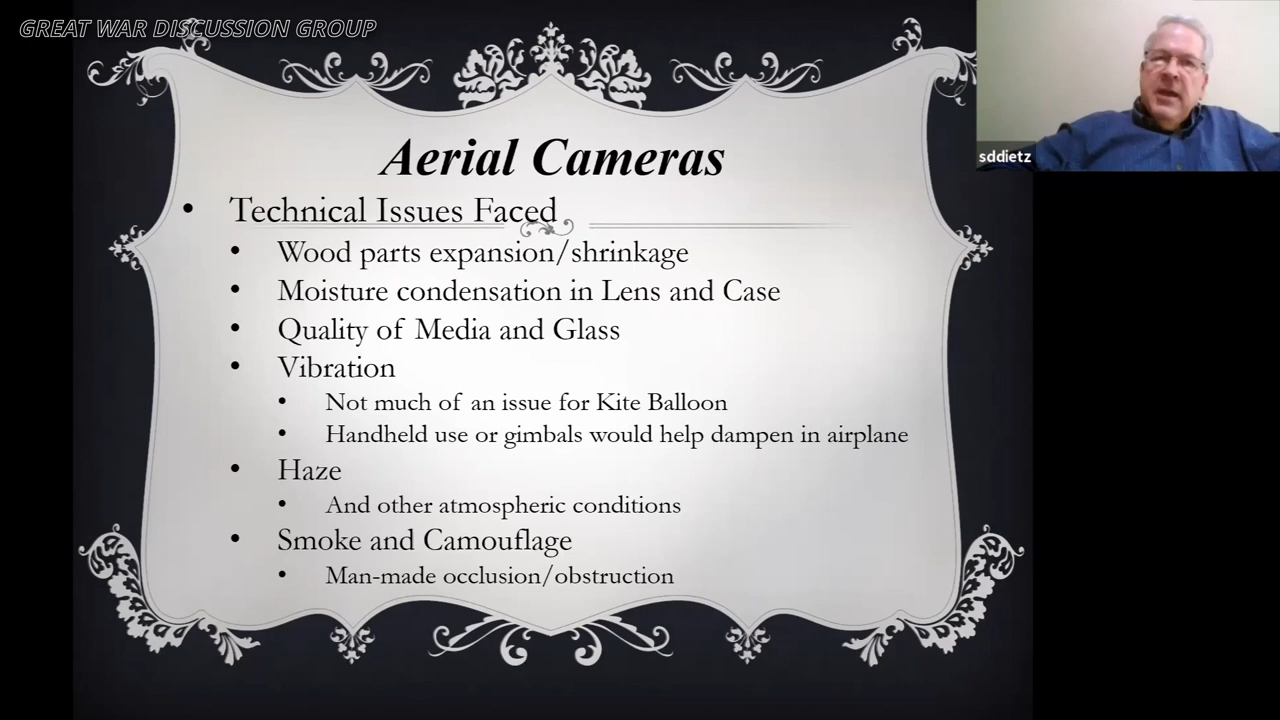 GREAT WAR DISCUSSION GROUP
sddietz
Aerial Cameras
• Technical Issues Faced
• Wood parts expansion/shrinkage
• Moisture condensation in Lens and Case
• Quality of Media and Glass
• Vibration
• Not much of an issue for Kite Balloon
• Handheld use or gimbals would help dampen in airplane
• Haze
• And other atmospheric conditions
• Smoke and Camouflage
• Man-made occlusion/obstruction